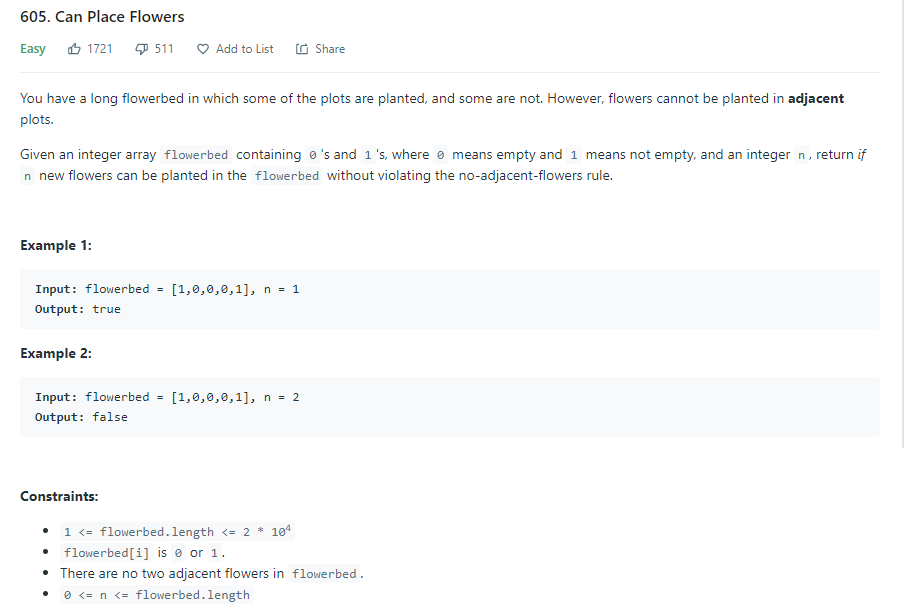 605. Can Place Flowers
Easy 1721 511 Add to List Share
You have a long flowerbed in which some of the plots are planted, and some are not. However, flowers cannot be planted in adjacent
plots.
Given an integer array flowerbed containing 0 's and 1 's, where 0 means empty and 1 means not empty, and an integer n , return if
n new flowers can be planted in the flowerbed without violating the no-adjacent-flowers rule.
Example 1:
Input: flowerbed = [1,0,0,0,1], n = 1
Output: true
Example 2:
Input: flowerbed = [1,0,0,0,1], n = 2
Output: false
Constraints:
• 1 <= flowerbed.length <= 2 * 10⁴
• flowerbed[i] is 0 or 1 .
• There are no two adjacent flowers in flowerbed .
• 0 <= n <= flowerbed.length